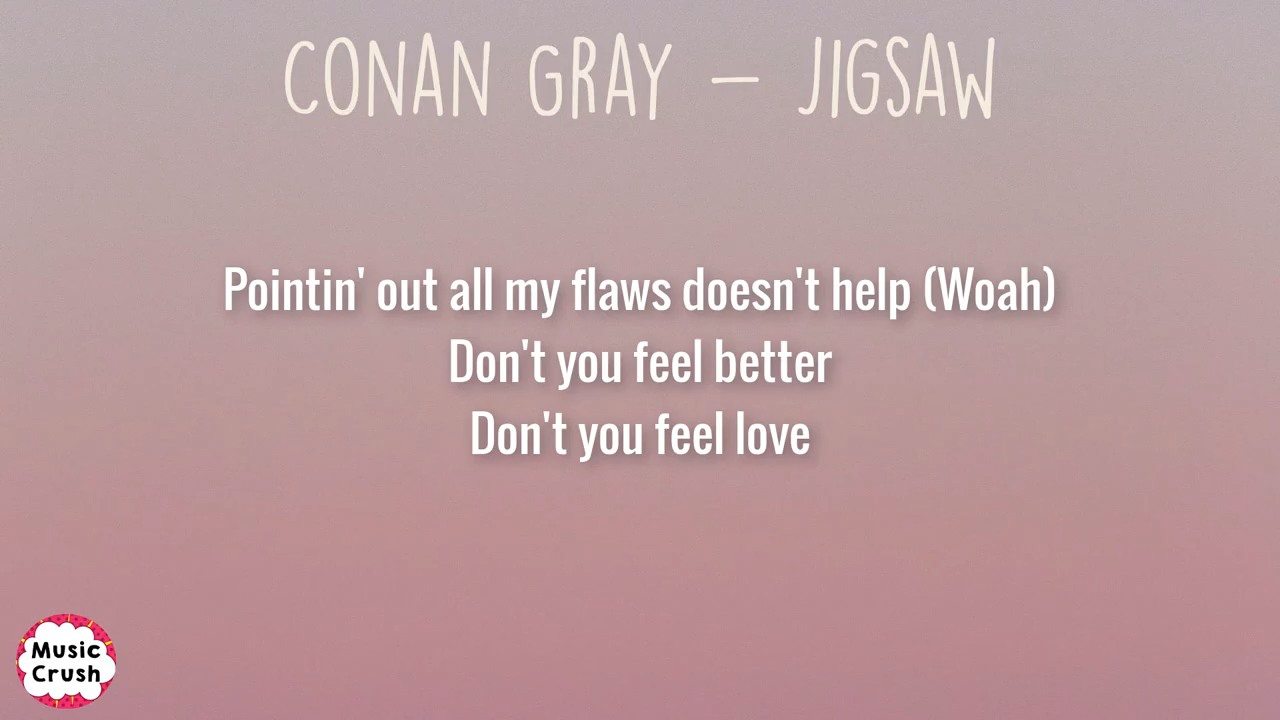 CONAN GRAY – JIGSAW
Pointin' out all my flaws doesn't help (Woah)
Don't you feel better
Don't you feel love
Music
Crush